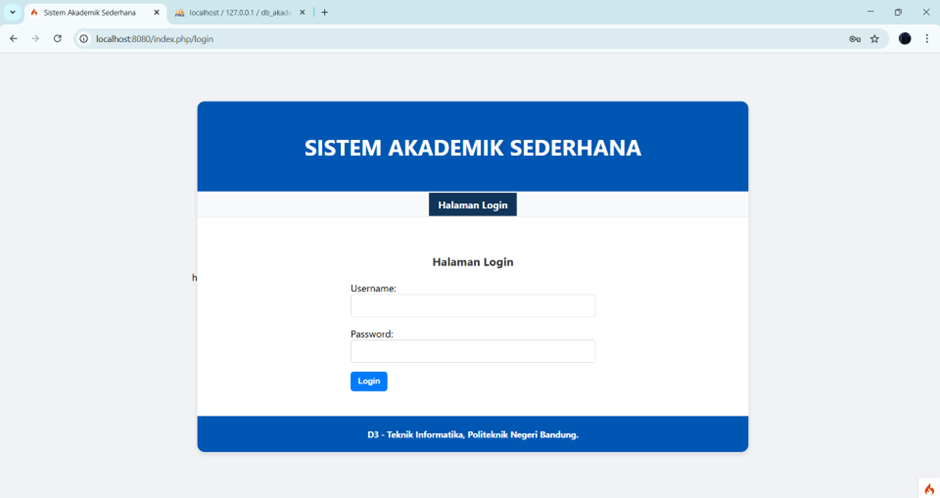 Sistem Akademik Sederhana
localhost / 127.0.0.1 / db_akade
localhost:8080/index.php/login
SISTEM AKADEMIK SEDERHANA
Halaman Login
Halaman Login
h
Username:
Password:
Login
D3 - Teknik Informatika, Politeknik Negeri Bandung.